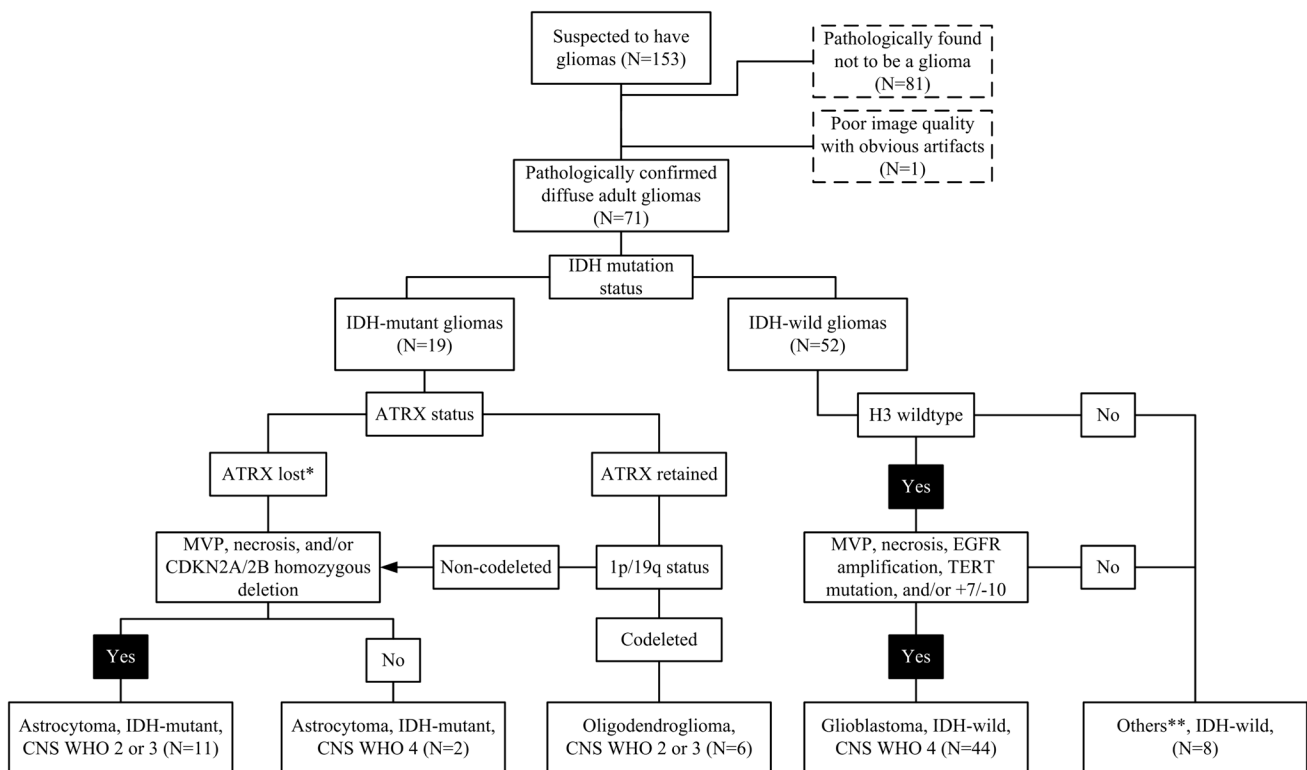 Suspected to have
gliomas (N=153)
Pathologically found
not to be a glioma
(N=81)
Poor image quality
with obvious artifacts
(N=1)
Pathologically confirmed
diffuse adult gliomas
(N=71)
IDH mutation
status
IDH-mutant gliomas
(N=19)
IDH-wild gliomas
(N=52)
ATRX status
H3 wildtype
No
ATRX lost*
ATRX retained
Yes
MVP, necrosis, and/or
CDKN2A/2B homozygous
deletion
Non-codeleted
1p/19q status
MVP, necrosis, EGFR
amplification, TERT
mutation, and/or +7/-10
No
Yes
No
Codeleted
Yes
Astrocytoma, IDH-mutant,
CNS WHO 2 or 3 (N=11)
Astrocytoma, IDH-mutant,
CNS WHO 4 (N=2)
Oligodendroglioma,
CNS WHO 2 or 3 (N=6)
Glioblastoma, IDH-wild,
CNS WHO 4 (N=44)
Others**, IDH-wild,
(N=8)